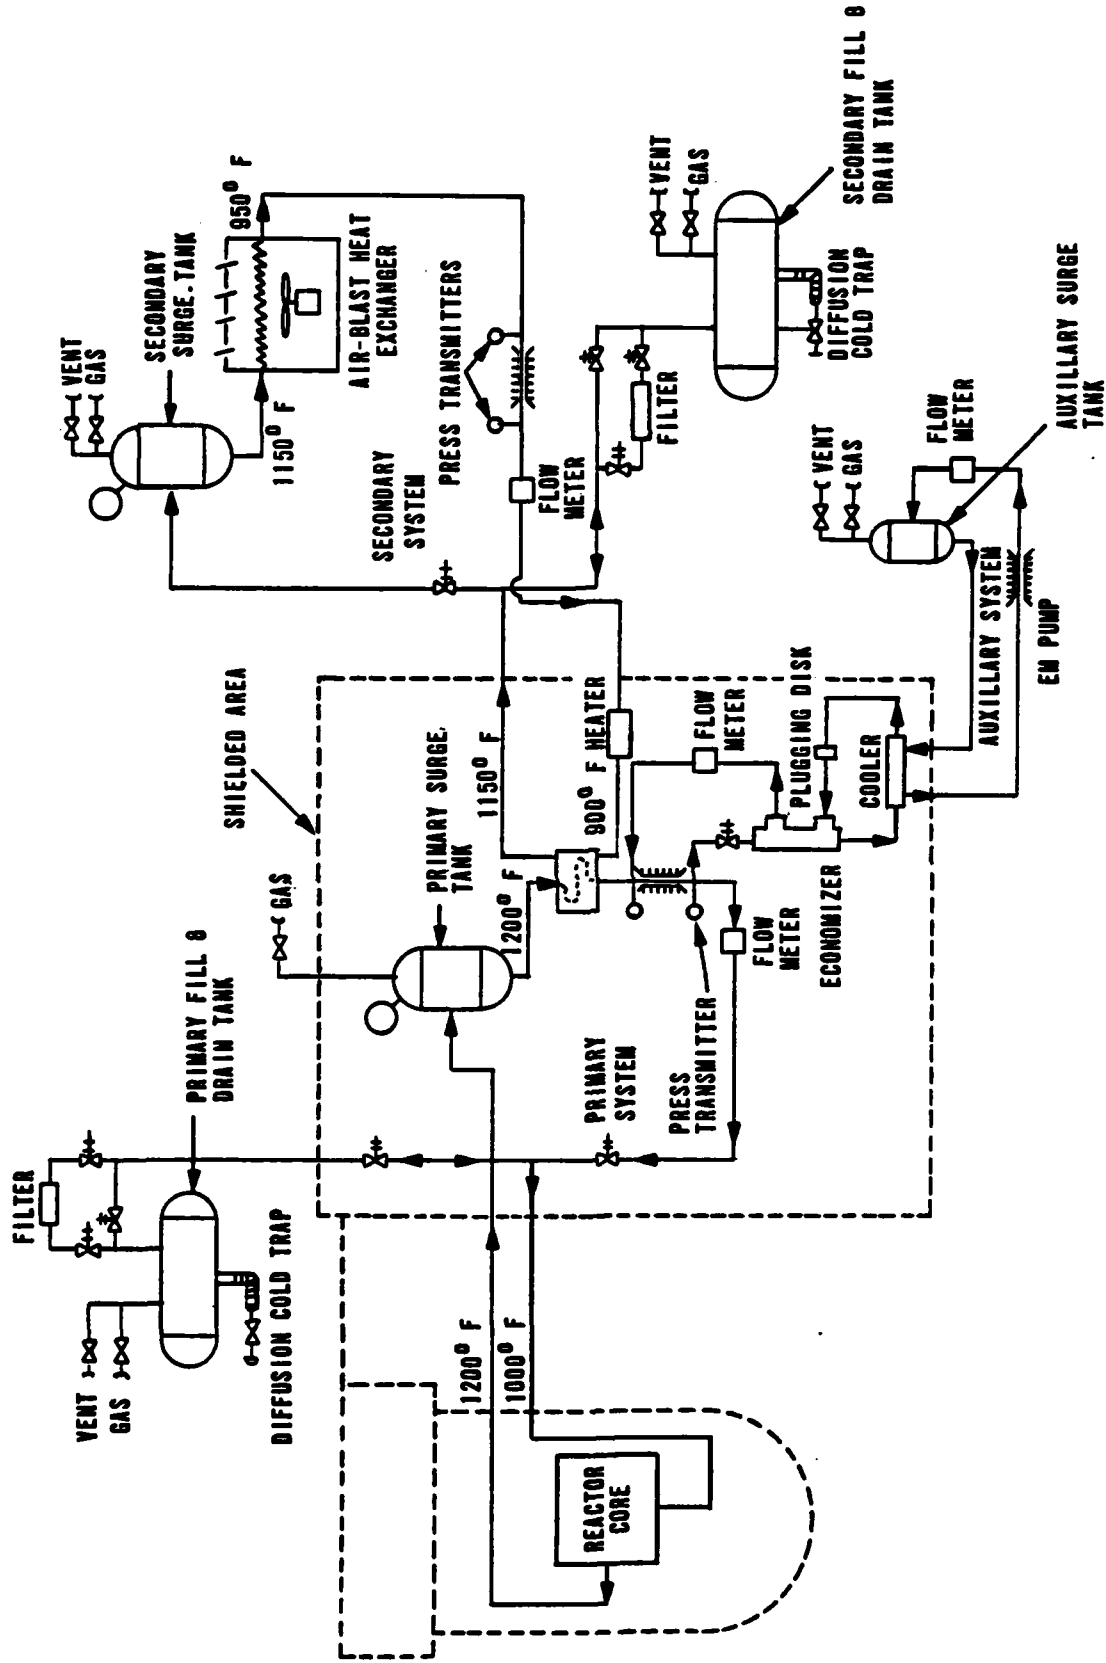 FILTER
VENT
GAS
PRIMARY FILL &
DRAIN TANK
DIFFUSION COLD TRAP
GAS
SHIELDED AREA
PRIMARY SURGE
TANK
VENT
GAS
SECONDARY
SURGE TANK
1150° F
950° F
AIR-BLAST HEAT
EXCHANGER
SECONDARY
SYSTEM
PRESS TRANSMITTERS
1200° F
1000° F
1200° F
1150° F
FLOW
METER
REACTOR
CORE
PRIMARY
SYSTEM
900° F
HEATER
FILTER
VENT
GAS
PRESS
TRANSMITTER
FLOW
METER
FLOW
METER
PLUGGING DISK
ECONOMIZER
COOLER
DIFFUSION
COLD TRAP
SECONDARY FILL &
DRAIN TANK
VENT
GAS
FLOW
METER
AUXILLARY SYSTEM
EM PUMP
AUXILLARY SURGE
TANK